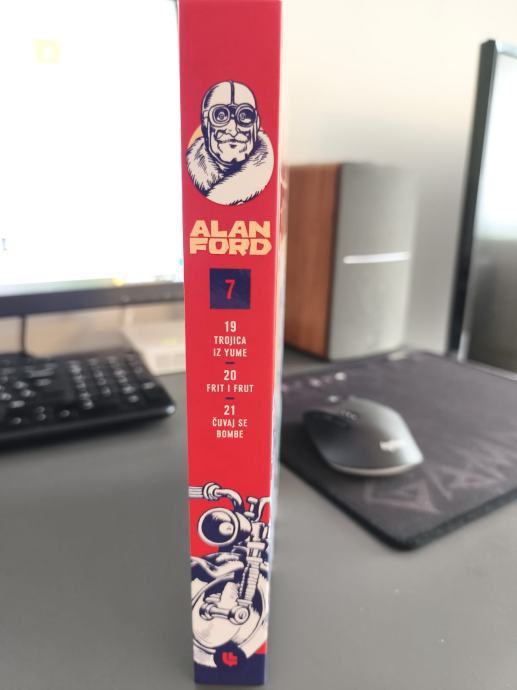 ALAN
FORD
7
19
TROJICA
IZ YUME
20
FRIT I FRUT
21
ČUVAJ SE
BOMBE